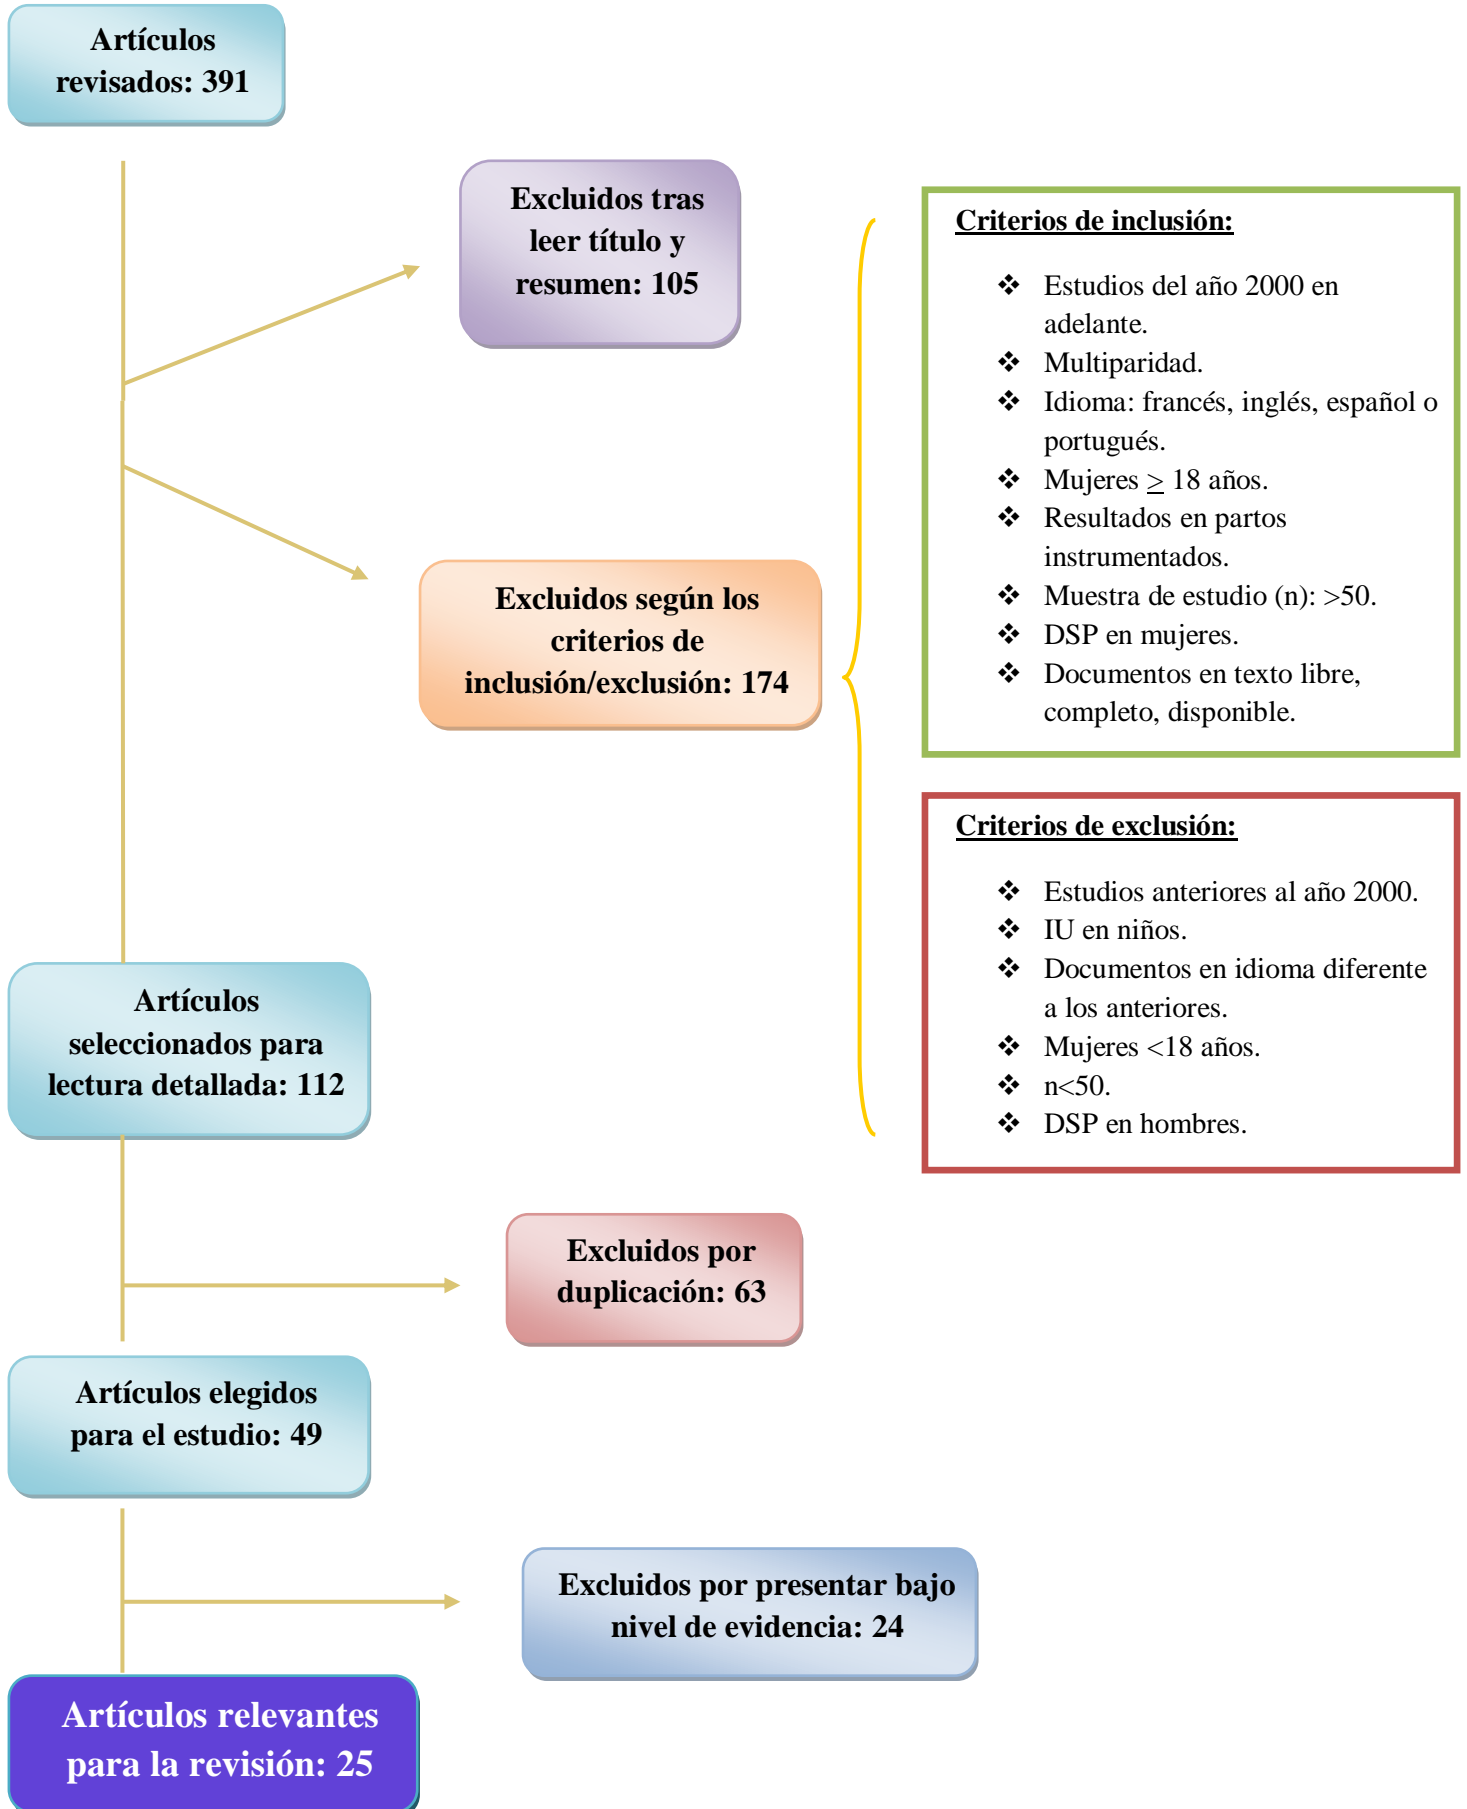 Artículos
revisados: 391
Excluidos tras
leer título y
resumen: 105
Excluidos según los
criterios de
inclusión/exclusión: 174
Criterios de inclusión:
❖ Estudios del año 2000 en
adelante.
❖ Multiparidad.
❖ Idioma: francés, inglés, español o
portugués.
❖ Mujeres ≥ 18 años.
❖ Resultados en partos
instrumentados.
❖ Muestra de estudio (n): >50.
❖ DSP en mujeres.
❖ Documentos en texto libre,
completo, disponible.
Criterios de exclusión:
❖ Estudios anteriores al año 2000.
❖ IU en niños.
❖ Documentos en idioma diferente
a los anteriores.
❖ Mujeres <18 años.
❖ n<50.
❖ DSP en hombres.
Artículos
seleccionados para
lectura detallada: 112
Excluidos por
duplicación: 63
Artículos elegidos
para el estudio: 49
Excluidos por presentar bajo
nivel de evidencia: 24
Artículos relevantes
para la revisión: 25